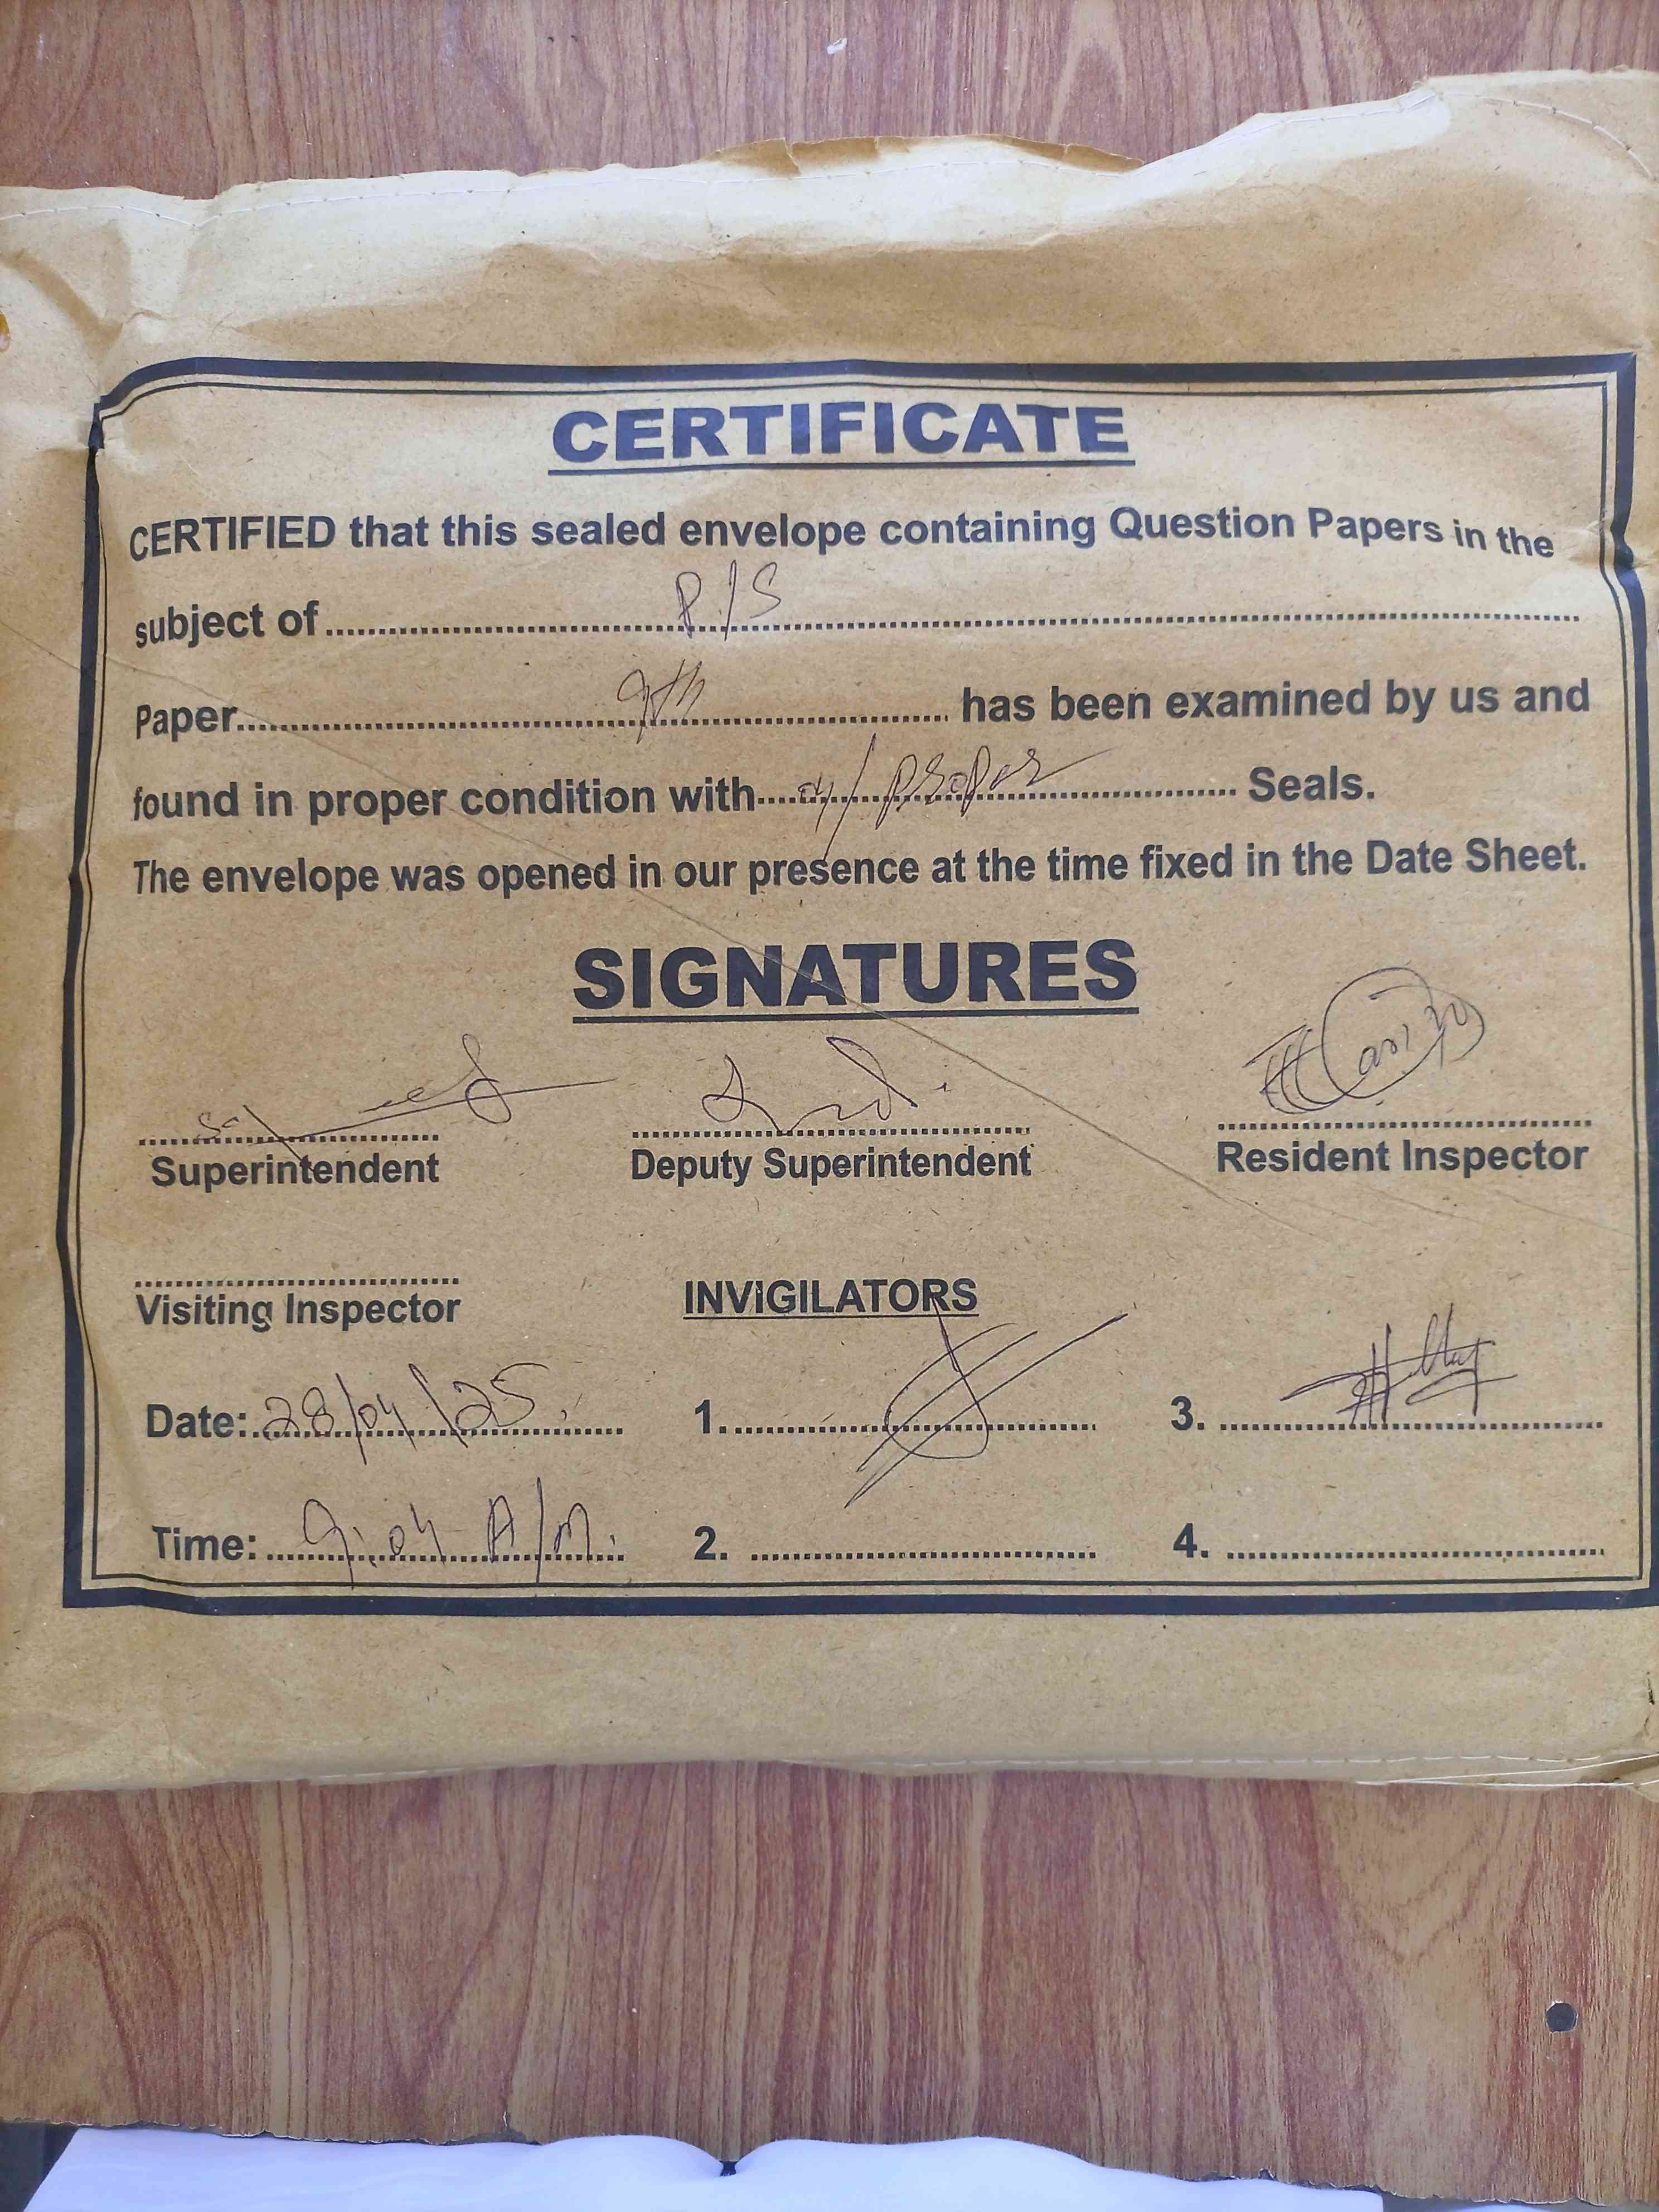 CERTIFICATE
CERTIFIED that this sealed envelope containing Question Papers in the
subject of P/S
Paper 9th has been examined by us and
found in proper condition with 04/ Proper Seals.
The envelope was opened in our presence at the time fixed in the Date Sheet.
SIGNATURES
Superintendent Deputy Superintendent Resident Inspector
Visiting Inspector INVIGILATORS
Date: 28/04/25 1. 3.
Time: 9:04 A/M. 2. 4.